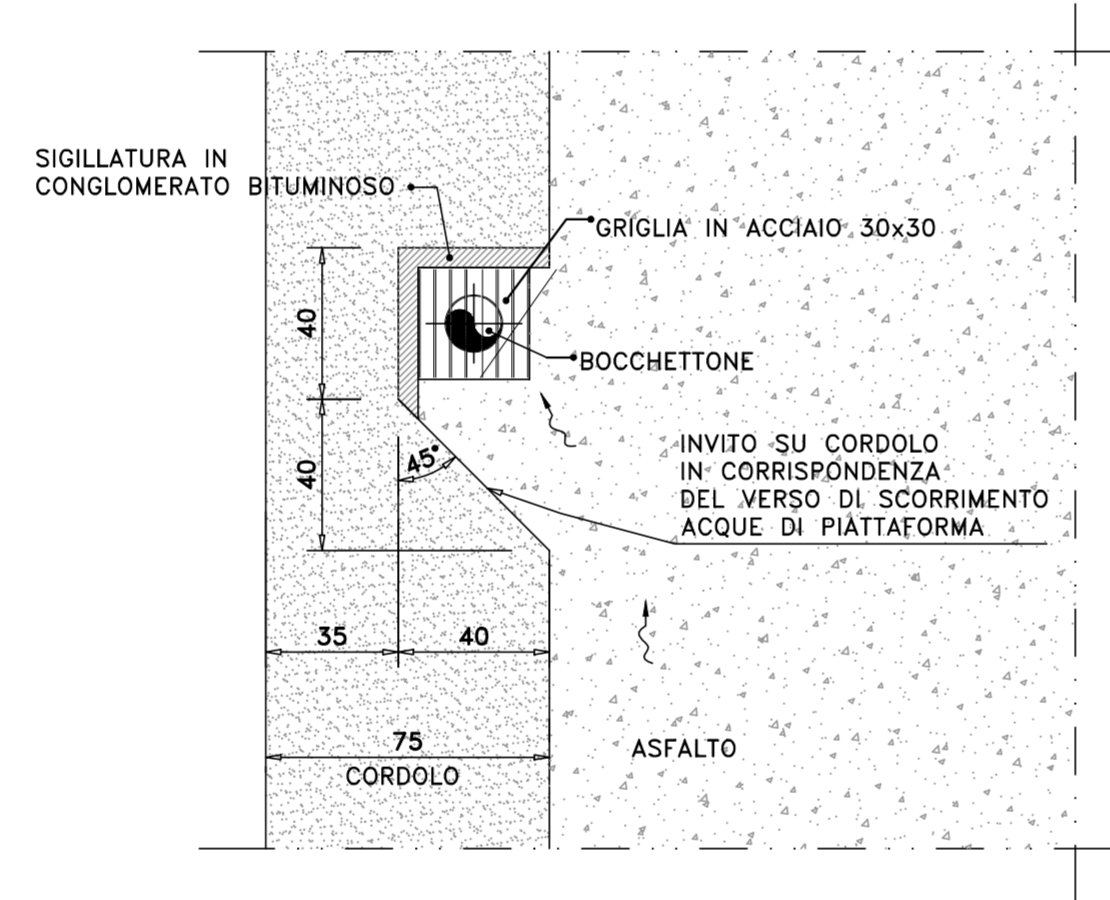 SIGILLATURA IN
CONGLOMERATO BITUMINOSO
GRIGLIA IN ACCIAIO 30x30
40
BOCCHETTONE
40
45°
INVITO SU CORDOLO
IN CORRISPONDENZA
DEL VERSO DI SCORRIMENTO
ACQUE DI PIATTAFORMA
35
40
75
CORDOLO
ASFALTO